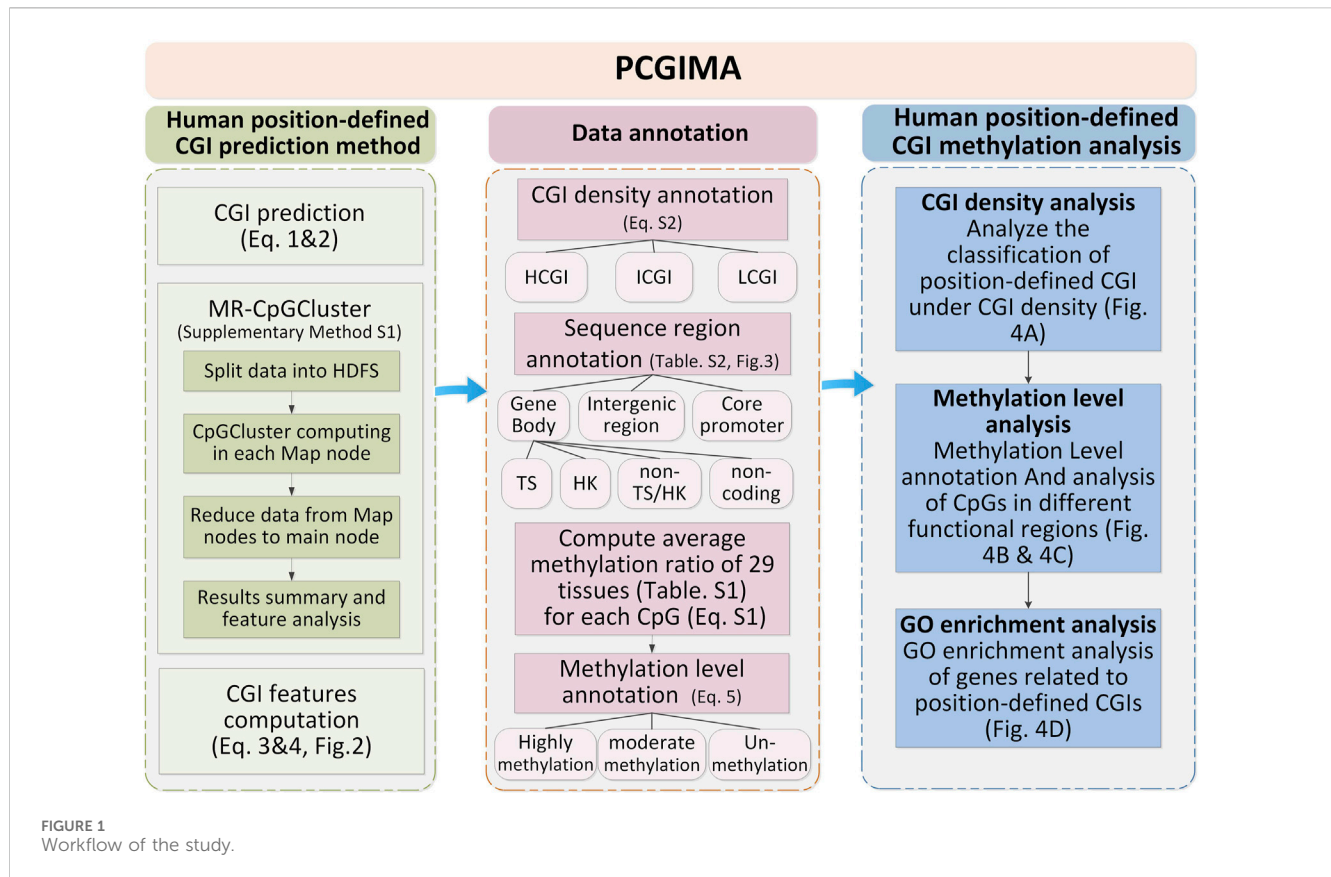 PCGIMA
Human position-defined
CGI prediction method
CGI prediction
(Eq. 1&2)
MR-CpGCluster
(Supplementary Method S1)
Split data into HDFS
CpGCluster computing
in each Map node
Reduce data from Map
nodes to main node
Results summary and
feature analysis
CGI features
computation
(Eq. 3&4, Fig.2)
Data annotation
CGI density annotation
(Eq. S2)
HCGI
ICGI
LCGI
Sequence region
annotation (Table. S2, Fig.3)
Gene
Body
Intergenic
region
Core
promoter
TS
HK
non-
TS/HK
non-
coding
Compute average
methylation ratio of 29
tissues (Table. S1)
for each CpG (Eq. S1)
Methylation level
annotation (Eq. 5)
Highly
methylation
moderate
methylation
Un-
methylation
Human position-defined
CGI methylation analysis
CGI density analysis
Analyze the
classification of
position-defined CGI
under CGI density (Fig.
4A)
Methylation level
analysis
Methylation Level
annotation And analysis
of CpGs in different
functional regions (Fig.
4B & 4C)
GO enrichment analysis
GO enrichment analysis
of genes related to
position-defined CGIs
(Fig. 4D)
FIGURE 1
Workflow of the study.